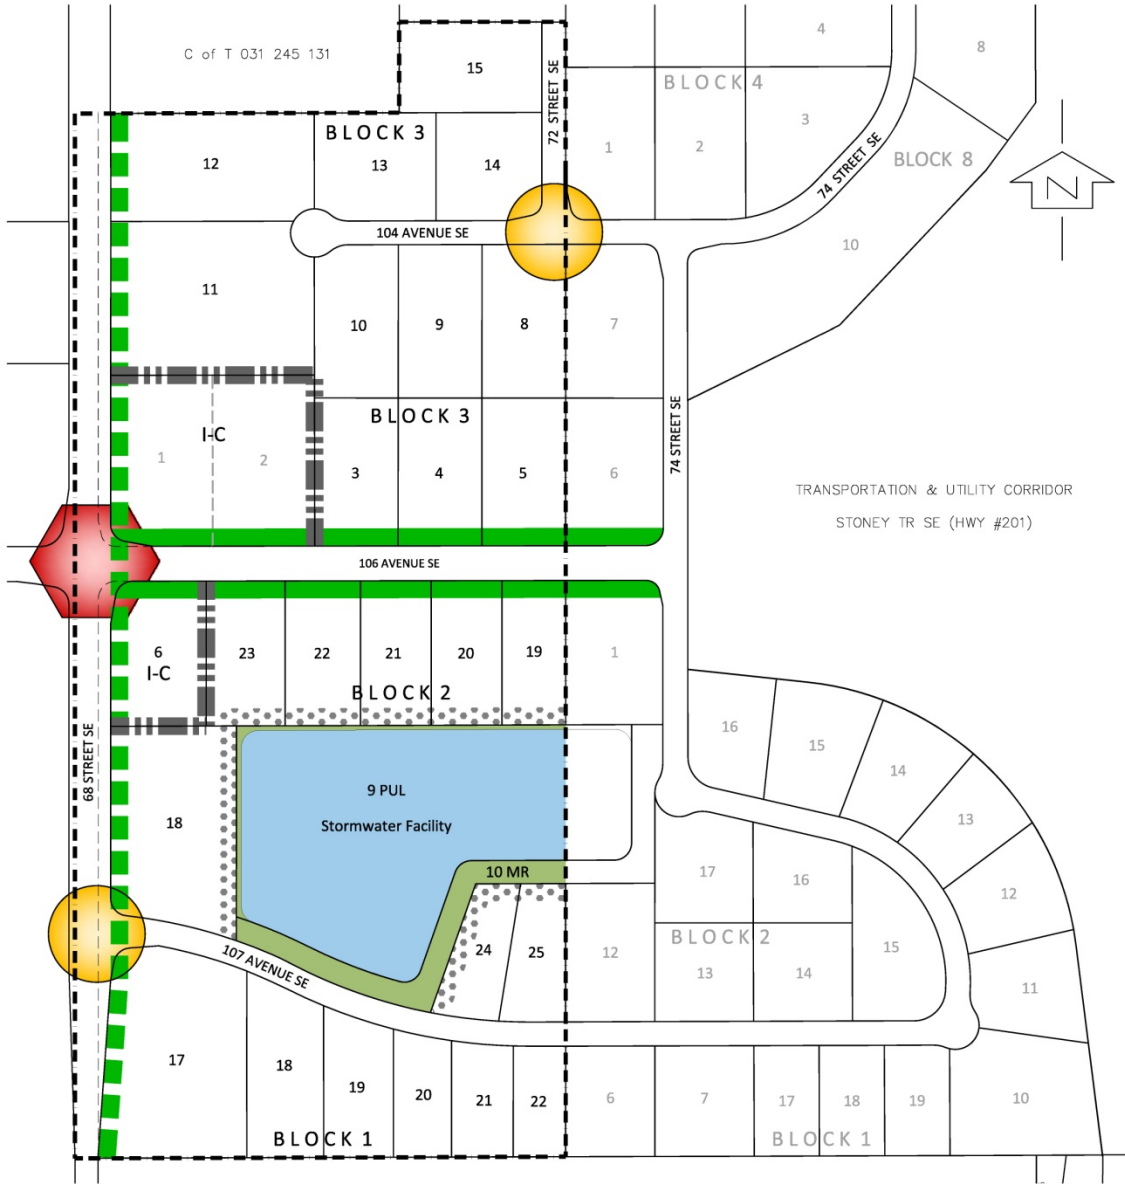 C of T 031 245 131
15
72 STREET SE
4
8
BLOCK 4
BLOCK 3
12
13
14
1
2
3
74 STREET SE
BLOCK 8
N
104 AVENUE SE
10
11
10
9
8
7
BLOCK 3
I-C
1
2
3
4
5
6
74 STREET SE
TRANSPORTATION & UTILITY CORRIDOR
STONEY TR SE (HWY #201)
106 AVENUE SE
6
I-C
23
22
21
20
19
1
BLOCK 2
68 STREET SE
16
15
14
13
12
11
9 PUL
Stormwater Facility
18
10 MR
17
16
BLOCK 2
24
25
12
13
14
15
107 AVENUE SE
17
18
19
20
21
22
6
7
17
18
19
10
BLOCK 1
BLOCK 1